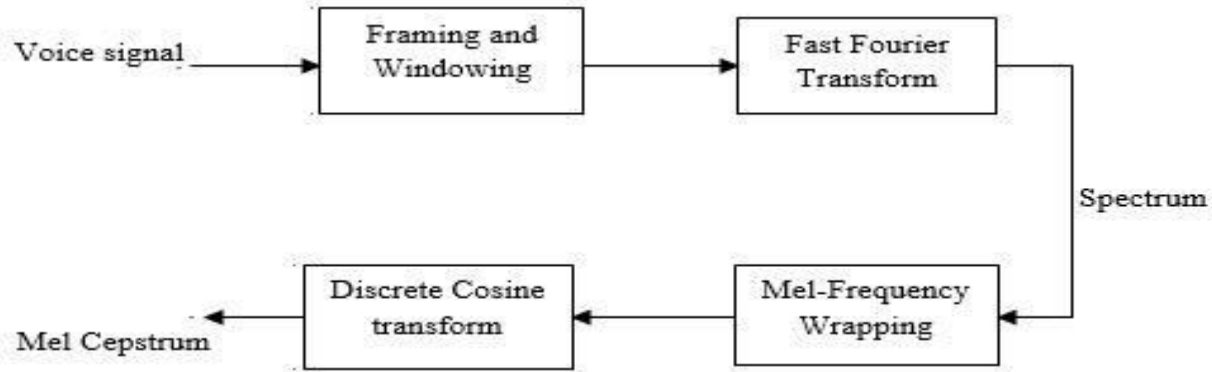 Voice signal
Framing and
Windowing
Fast Fourier
Transform
Spectrum
Mel-Frequency
Wrapping
Discrete Cosine
transform
Mel Cepstrum